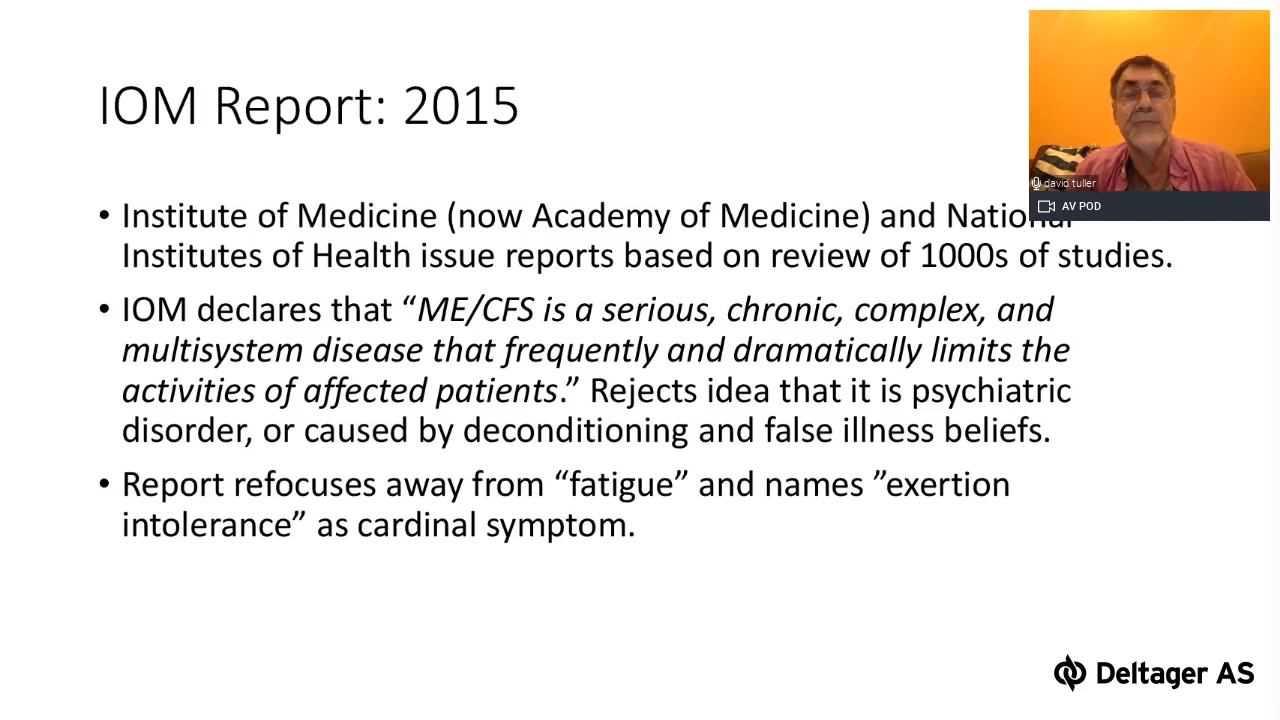 IOM Report: 2015
david tuller
AV POD
• Institute of Medicine (now Academy of Medicine) and National
Institutes of Health issue reports based on review of 1000s of studies.
• IOM declares that “ME/CFS is a serious, chronic, complex, and
multisystem disease that frequently and dramatically limits the
activities of affected patients.” Rejects idea that it is psychiatric
disorder, or caused by deconditioning and false illness beliefs.
• Report refocuses away from “fatigue” and names ”exertion
intolerance” as cardinal symptom.
Deltager AS